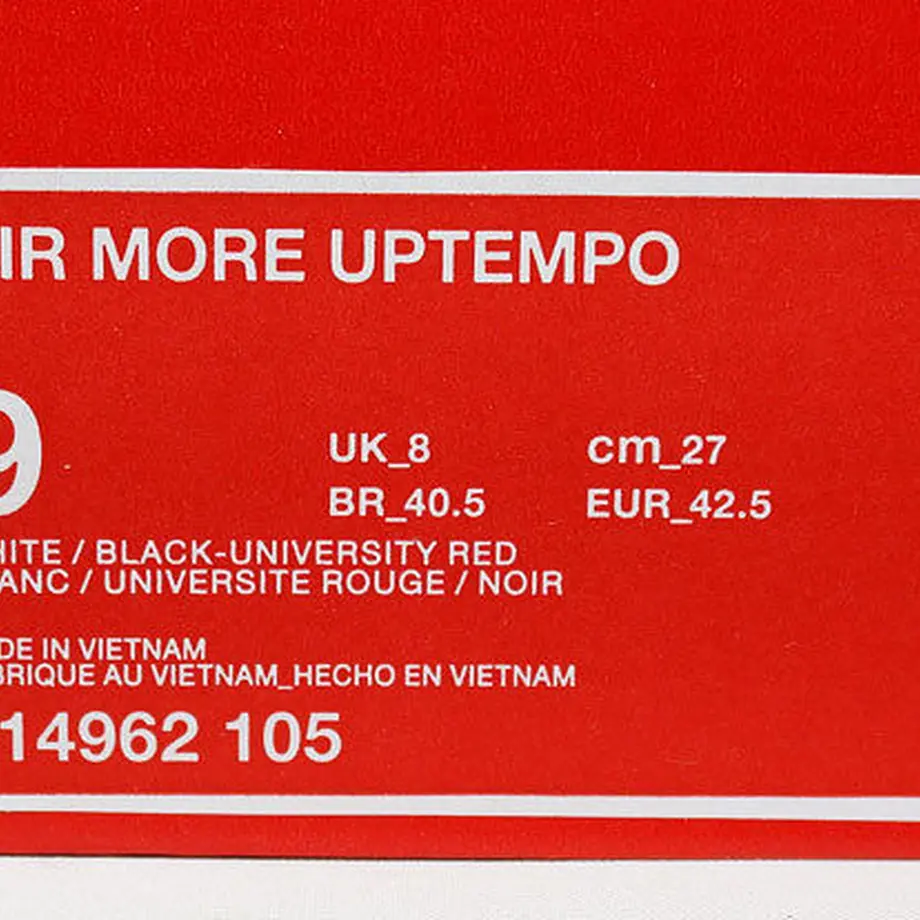 IR MORE UPTEMPO
9
UK_8 cm_27
BR_40.5 EUR_42.5
HITE / BLACK-UNIVERSITY RED
ANC / UNIVERSITE ROUGE / NOIR
DE IN VIETNAM
BRIQUE AU VIETNAM_HECHO EN VIETNAM
14962 105